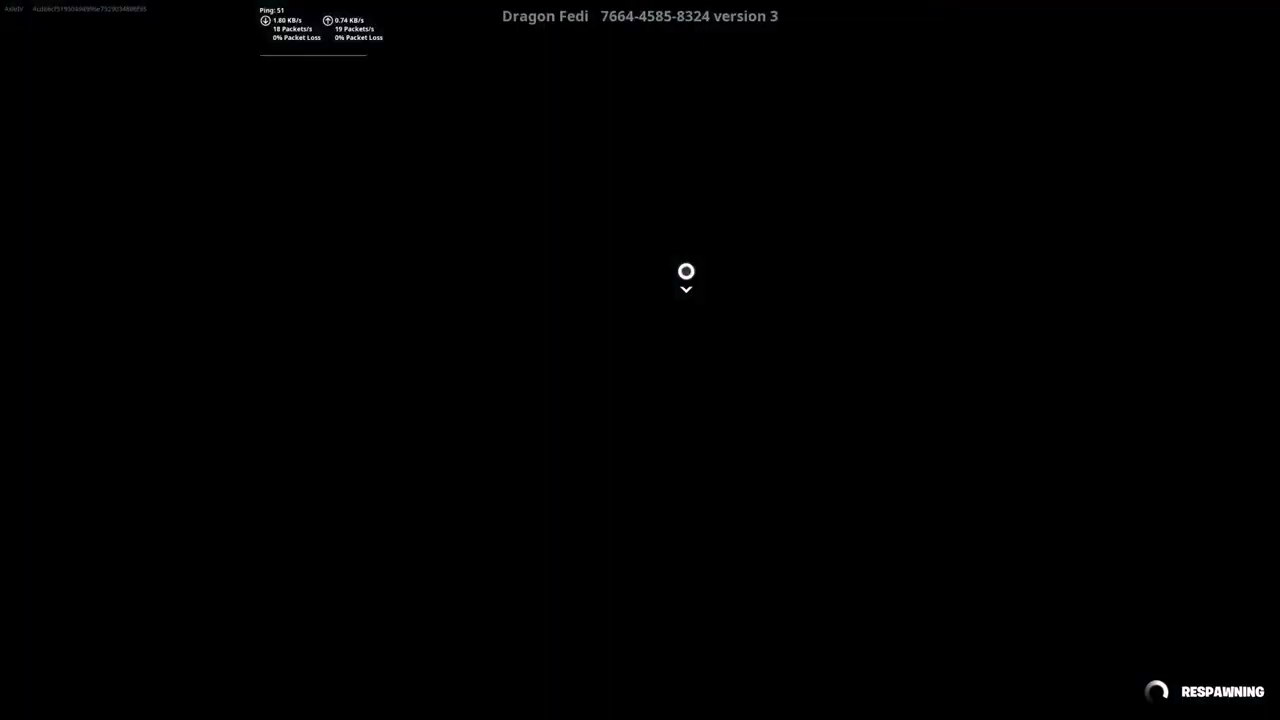 Ping: 51
1.80 KB/s 0.74 KB/s
18 Packets/s 19 Packets/s
0% Packet Loss 0% Packet Loss
Dragon Fedi 7664-4585-8324 version 3
RESPAWNING